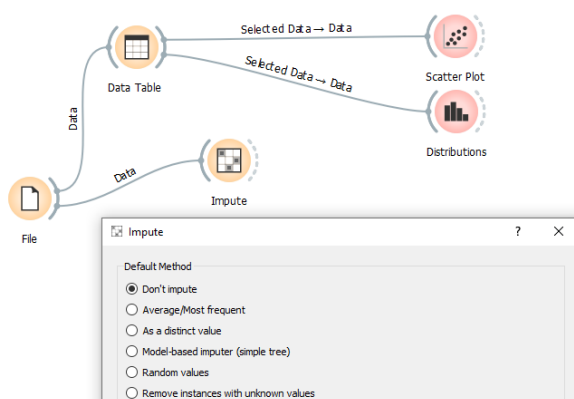 Selected Data → Data
Data Table
Selected Data → Data
Scatter Plot
Data
Distributions
Data
Impute
File
Impute
Default Method
Don't impute
Average/Most frequent
As a distinct value
Model-based imputer (simple tree)
Random values
Remove instances with unknown values